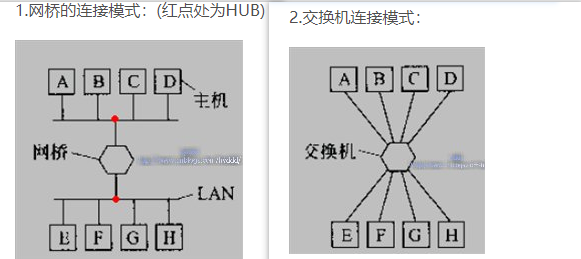 1.网桥的连接模式：(红点处为HUB)
A B C D
主机
网桥
LAN
E F G H
2.交换机连接模式：
A B C D
交换机
E F G H